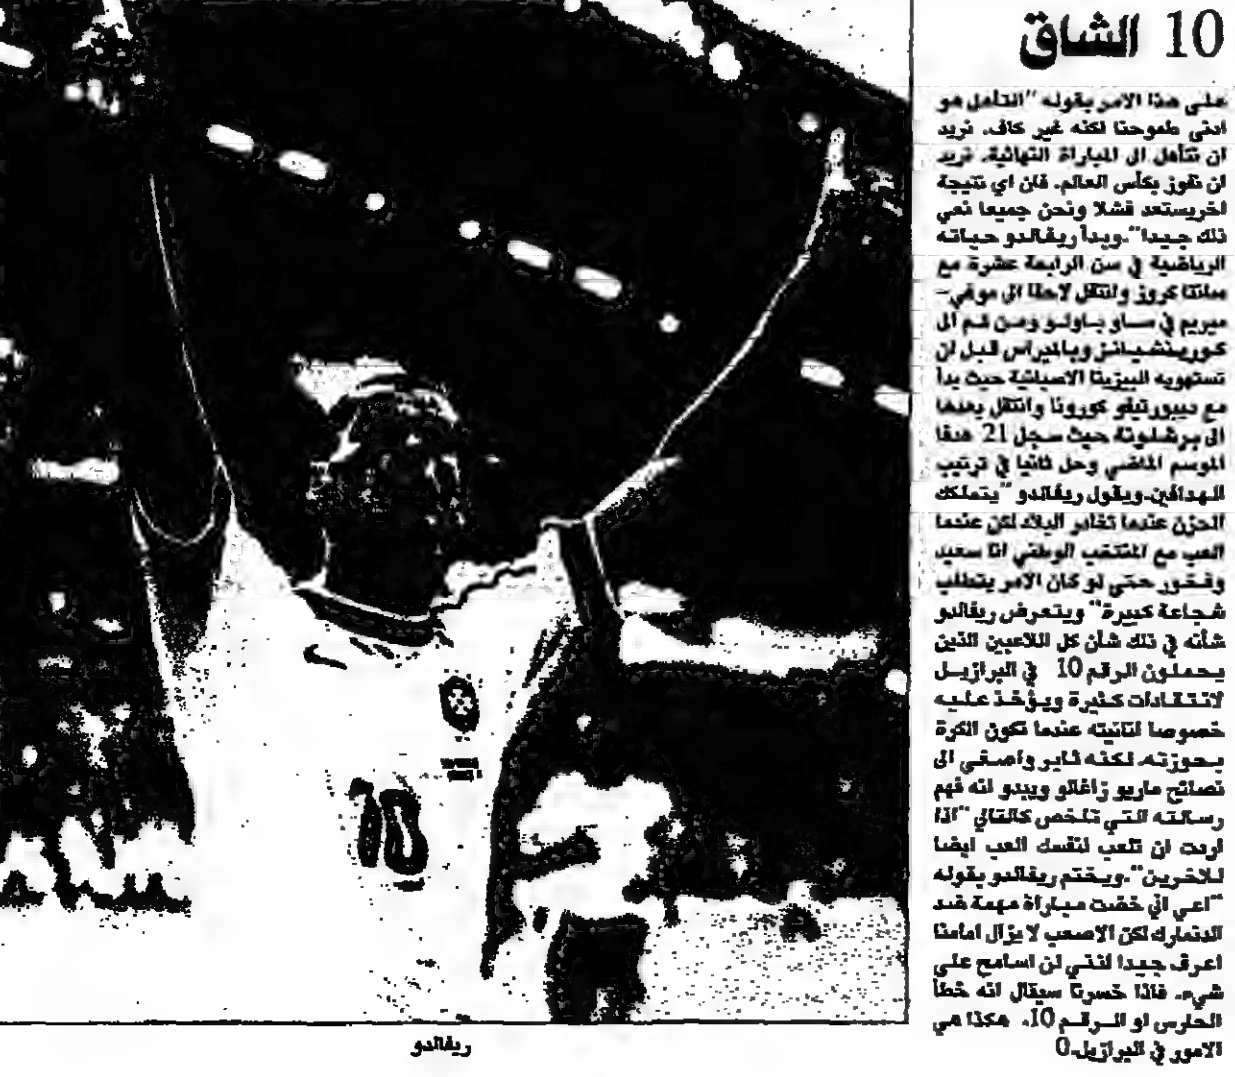 10 الشاق
على هذا الامر بقوله "التأهل هو
ادنى طموحنا لكنه غير كاف. نريد
ان نتأهل الى المباراة النهائية. نريد
ان نفوز بكأس العالم. فان اي نتيجة
اخريستعد فشلا ونحن جميعا نعي
ذلك جيدا". وبدأ ريفالدو حياته
الرياضية في سن الرابعة عشرة مع
سانتا كروز وانتقل لاحقا الى موغي-
ميريم في ساو باولو ومن ثم الى
كورينثيانز وبالميراس قبل ان
تستهويه البيزيتا الاسبانية حيث بدأ
مع ديبورتيفو كورونا وانتقل بعدها
الى برشلونة حيث سجل 21 هدفا
الموسم الماضي وحل ثانيا في ترتيب
الهدافين. ويقول ريفالدو "يتملكك
الحزن عندما تغادر البلاد لكن عندما
العب مع المنتخب الوطني انا سعيد
وفخور حتى لو كان الامر يتطلب
شجاعة كبيرة" ويتعرض ريفالدو
شأنه في ذلك شأن كل اللاعبين الذين
يحملون الرقم 10 في البرازيل
لانتقادات كثيرة ويؤخذ عليه
خصوصا انانيته عندما تكون الكرة
بحوزته. لكنه ثابر واصغى الى
نصائح ماريو زاغالو ويبدو انه فهم
رسالته التي تلخص كالتالي "اذا
اردت ان تلعب لنفسك العب ايضا
للاخرين". ويختم ريفالدو بقوله
"اعي اني خضت مباراة مهمة ضد
الدنمارك لكن الاصعب لا يزال امامنا
اعرف جيدا انني لن اسامح على
شيء. فاذا خسرنا سيقال انه خطأ
الحارس او الرقم 10. هكذا هي
الامور في البرازيل.0
10
ريفالدو